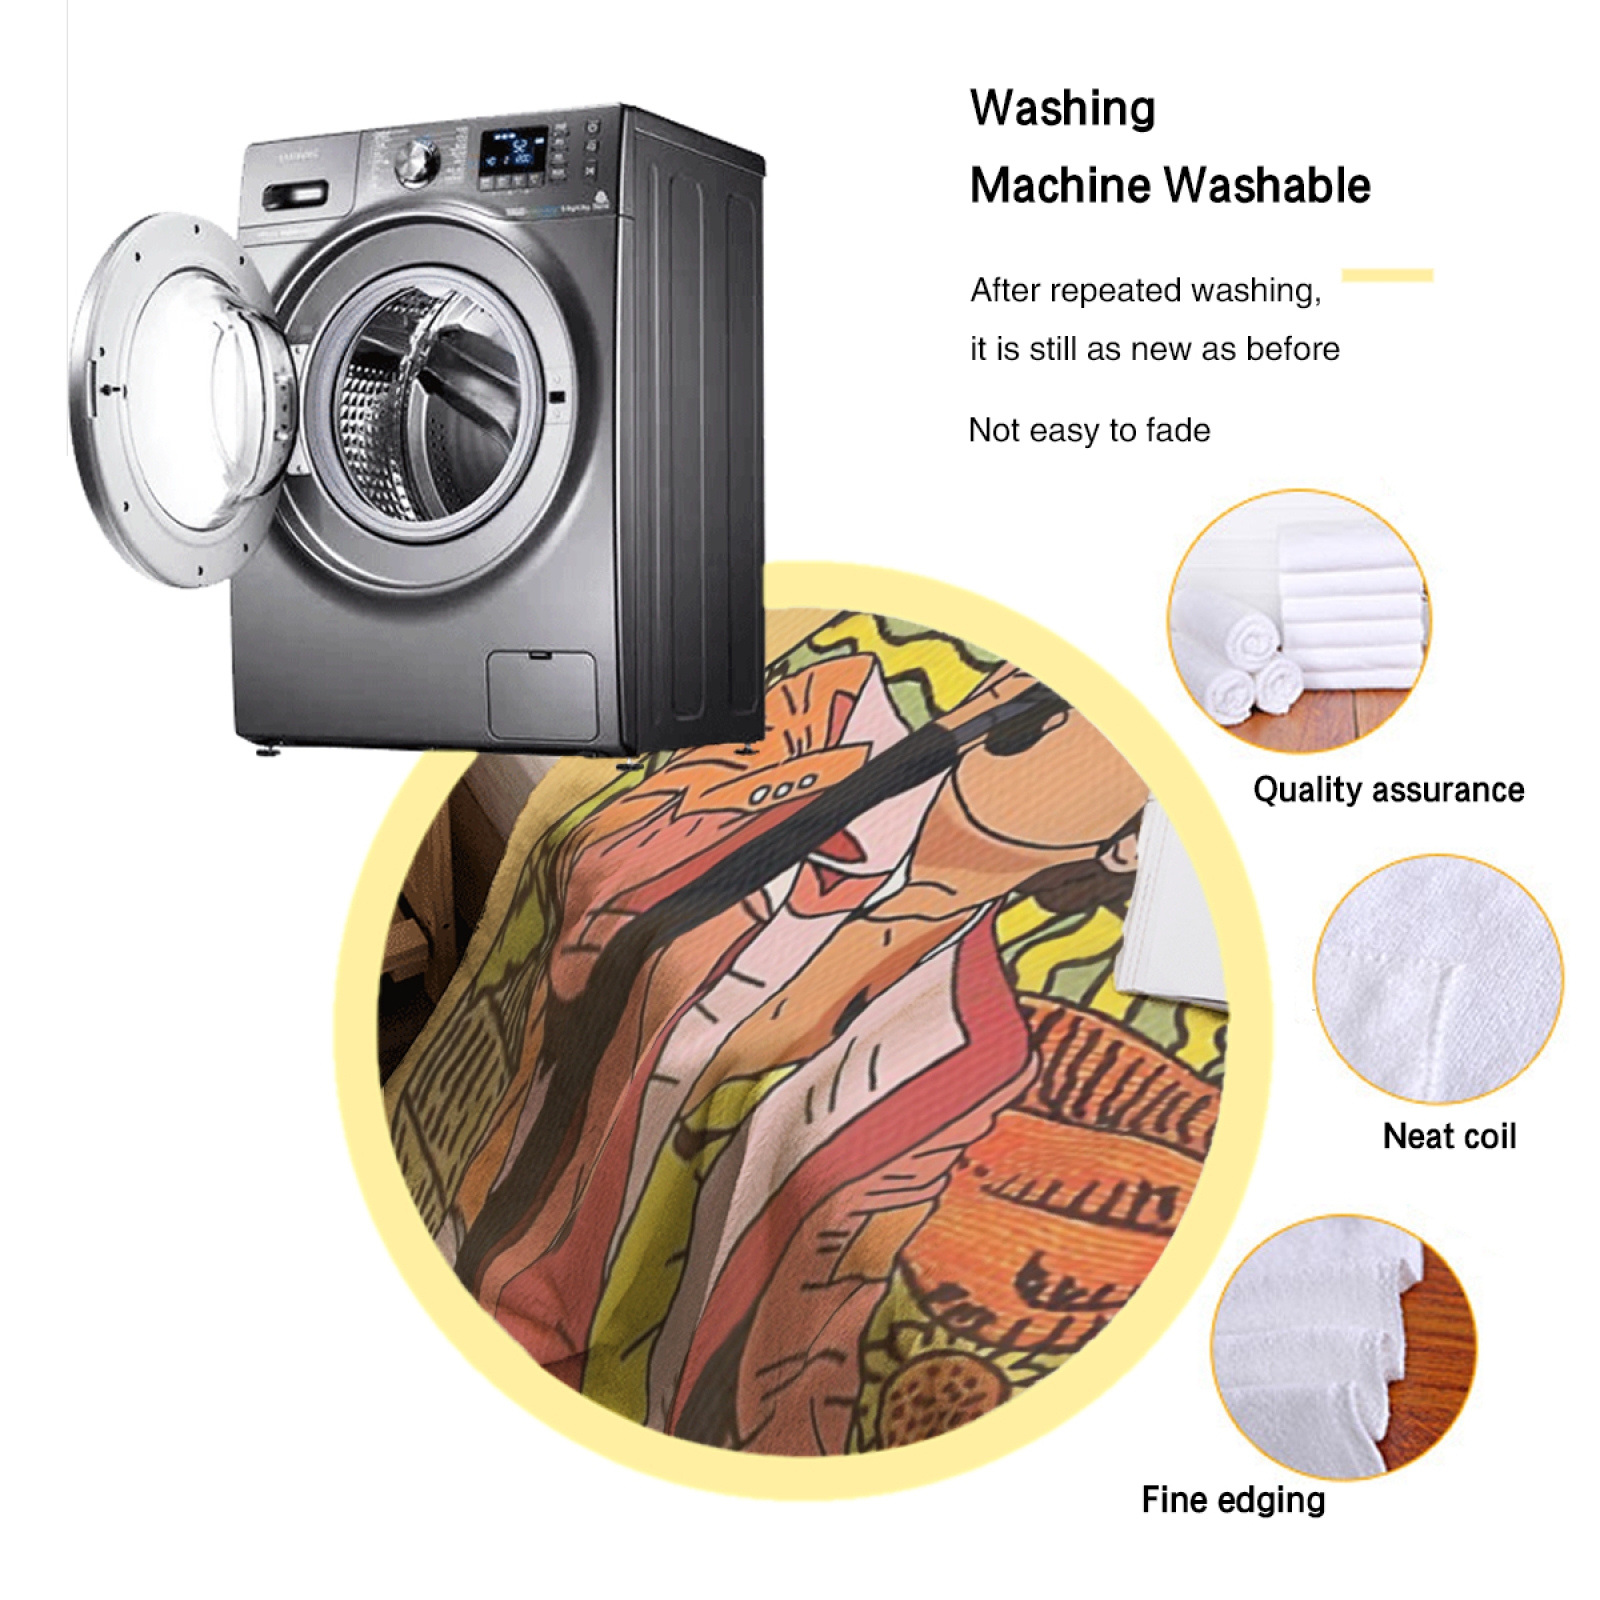 Washing
Machine Washable
After repeated washing,
it is still as new as before
Not easy to fade
Quality assurance
Neat coil
Fine edging